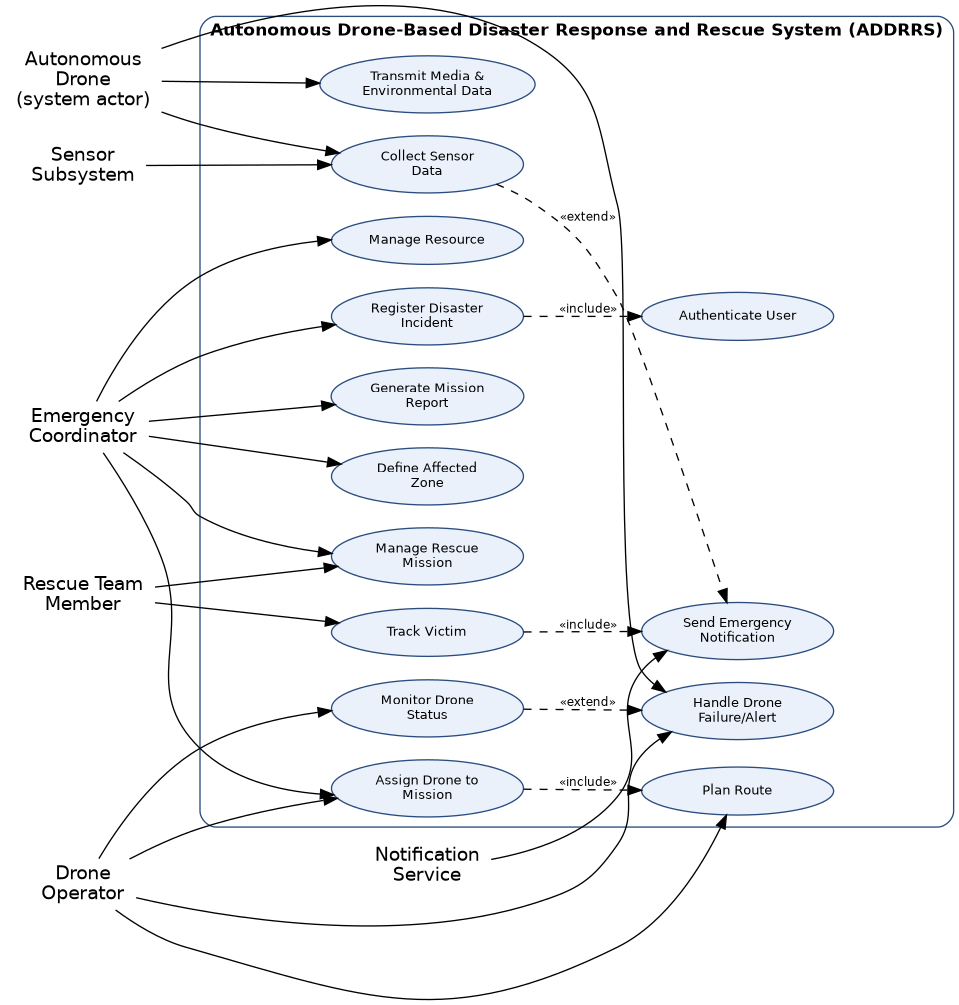 Autonomous Drone-Based Disaster Response and Rescue System (ADDRRS)
Autonomous
Drone
(system actor)
Transmit Media &
Environmental Data
Sensor
Subsystem
Collect Sensor
Data
«extend»
Manage Resource
Register Disaster
Incident
«include»
Authenticate User
Generate Mission
Report
Emergency
Coordinator
Define Affected
Zone
Manage Rescue
Mission
Rescue Team
Member
Track Victim
«include»
Send Emergency
Notification
Monitor Drone
Status
«extend»
Handle Drone
Failure/Alert
Assign Drone to
Mission
«include»
Plan Route
Notification
Service
Drone
Operator